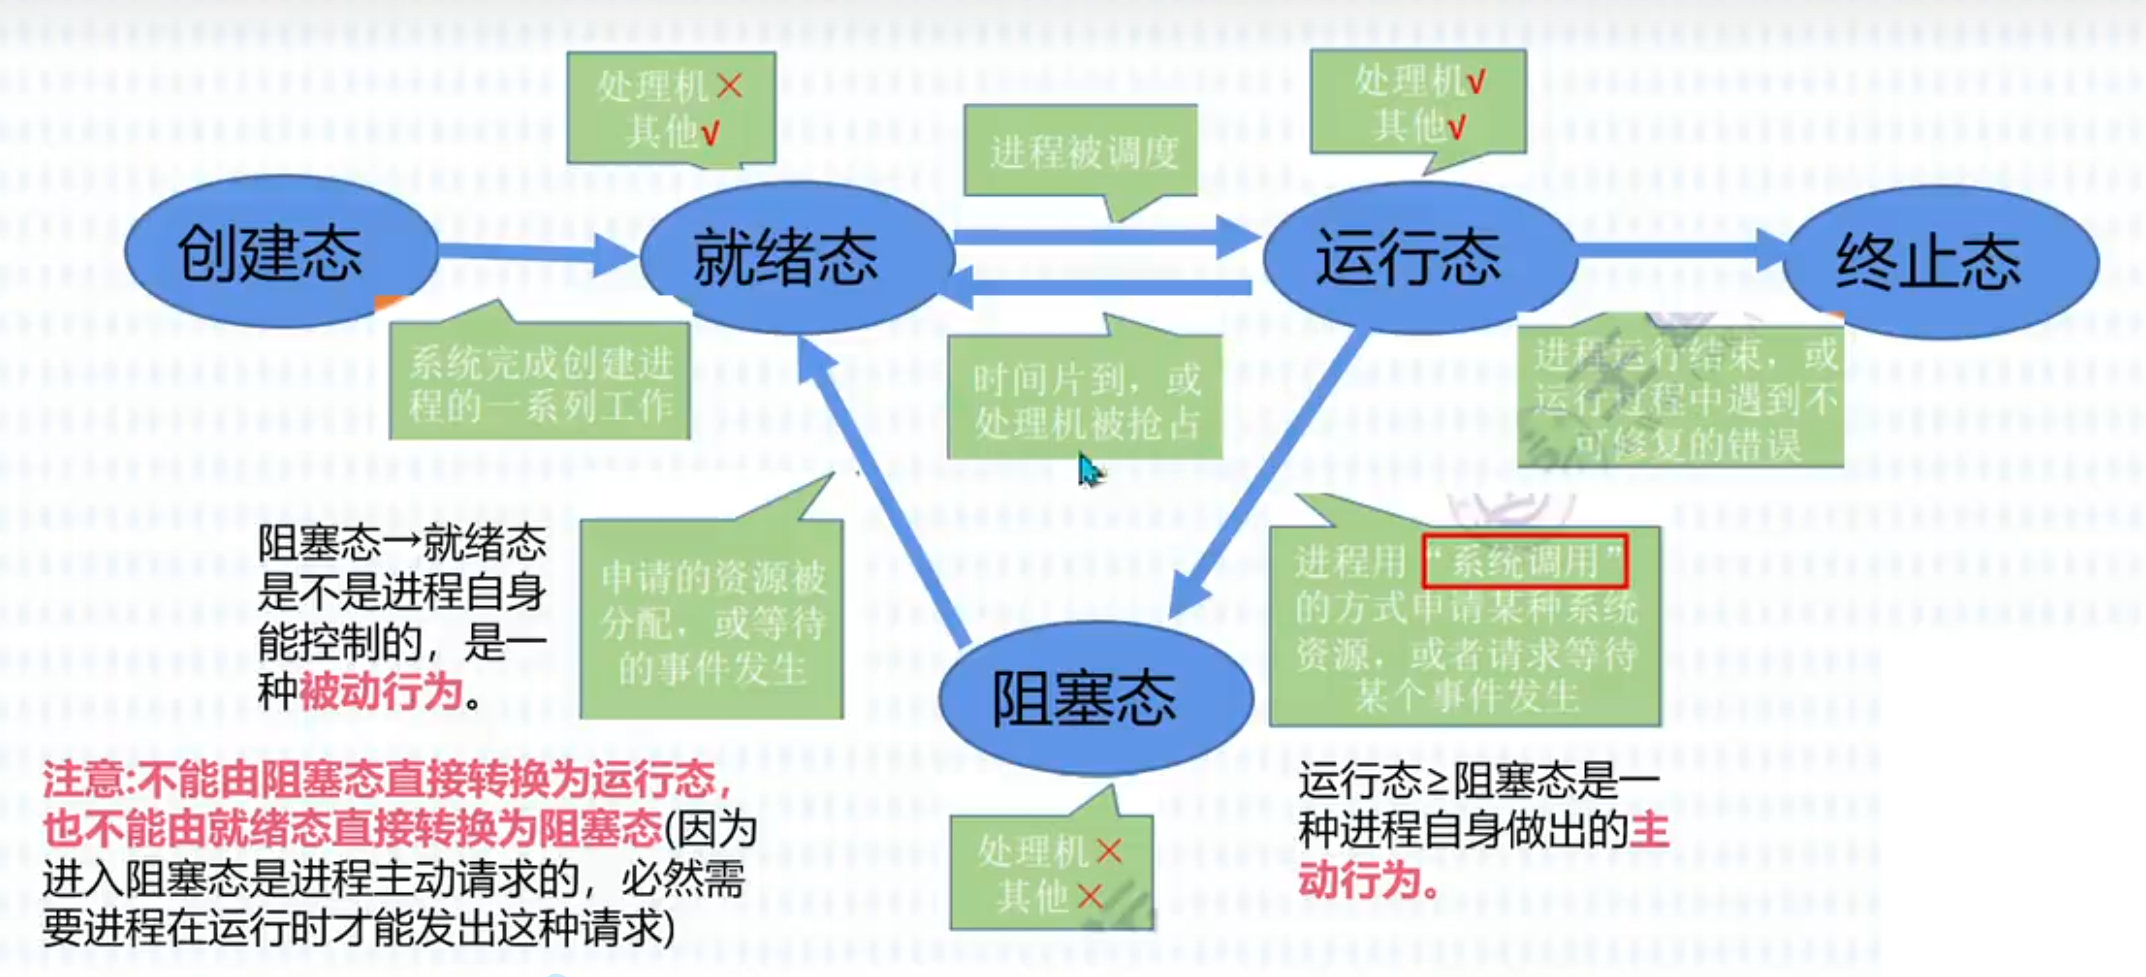 处理机×
其他√
进程被调度
处理机√
其他√
创建态
就绪态
运行态
终止态
系统完成创建进
程的一系列工作
时间片到，或
处理机被抢占
进程运行结束，或
运行过程中遇到不
可修复的错误
阻塞态→就绪态
是不是进程自身
能控制的，是一
种被动行为。
申请的资源被
分配，或等待
的事件发生
进程用“系统调用”
的方式申请某种系统
资源，或者请求等待
某个事件发生
阻塞态
注意:不能由阻塞态直接转换为运行态，
也不能由就绪态直接转换为阻塞态(因为
进入阻塞态是进程主动请求的，必然需
要进程在运行时才能发出这种请求)
处理机×
其他×
运行态≥阻塞态是一
种进程自身做出的主
动行为。